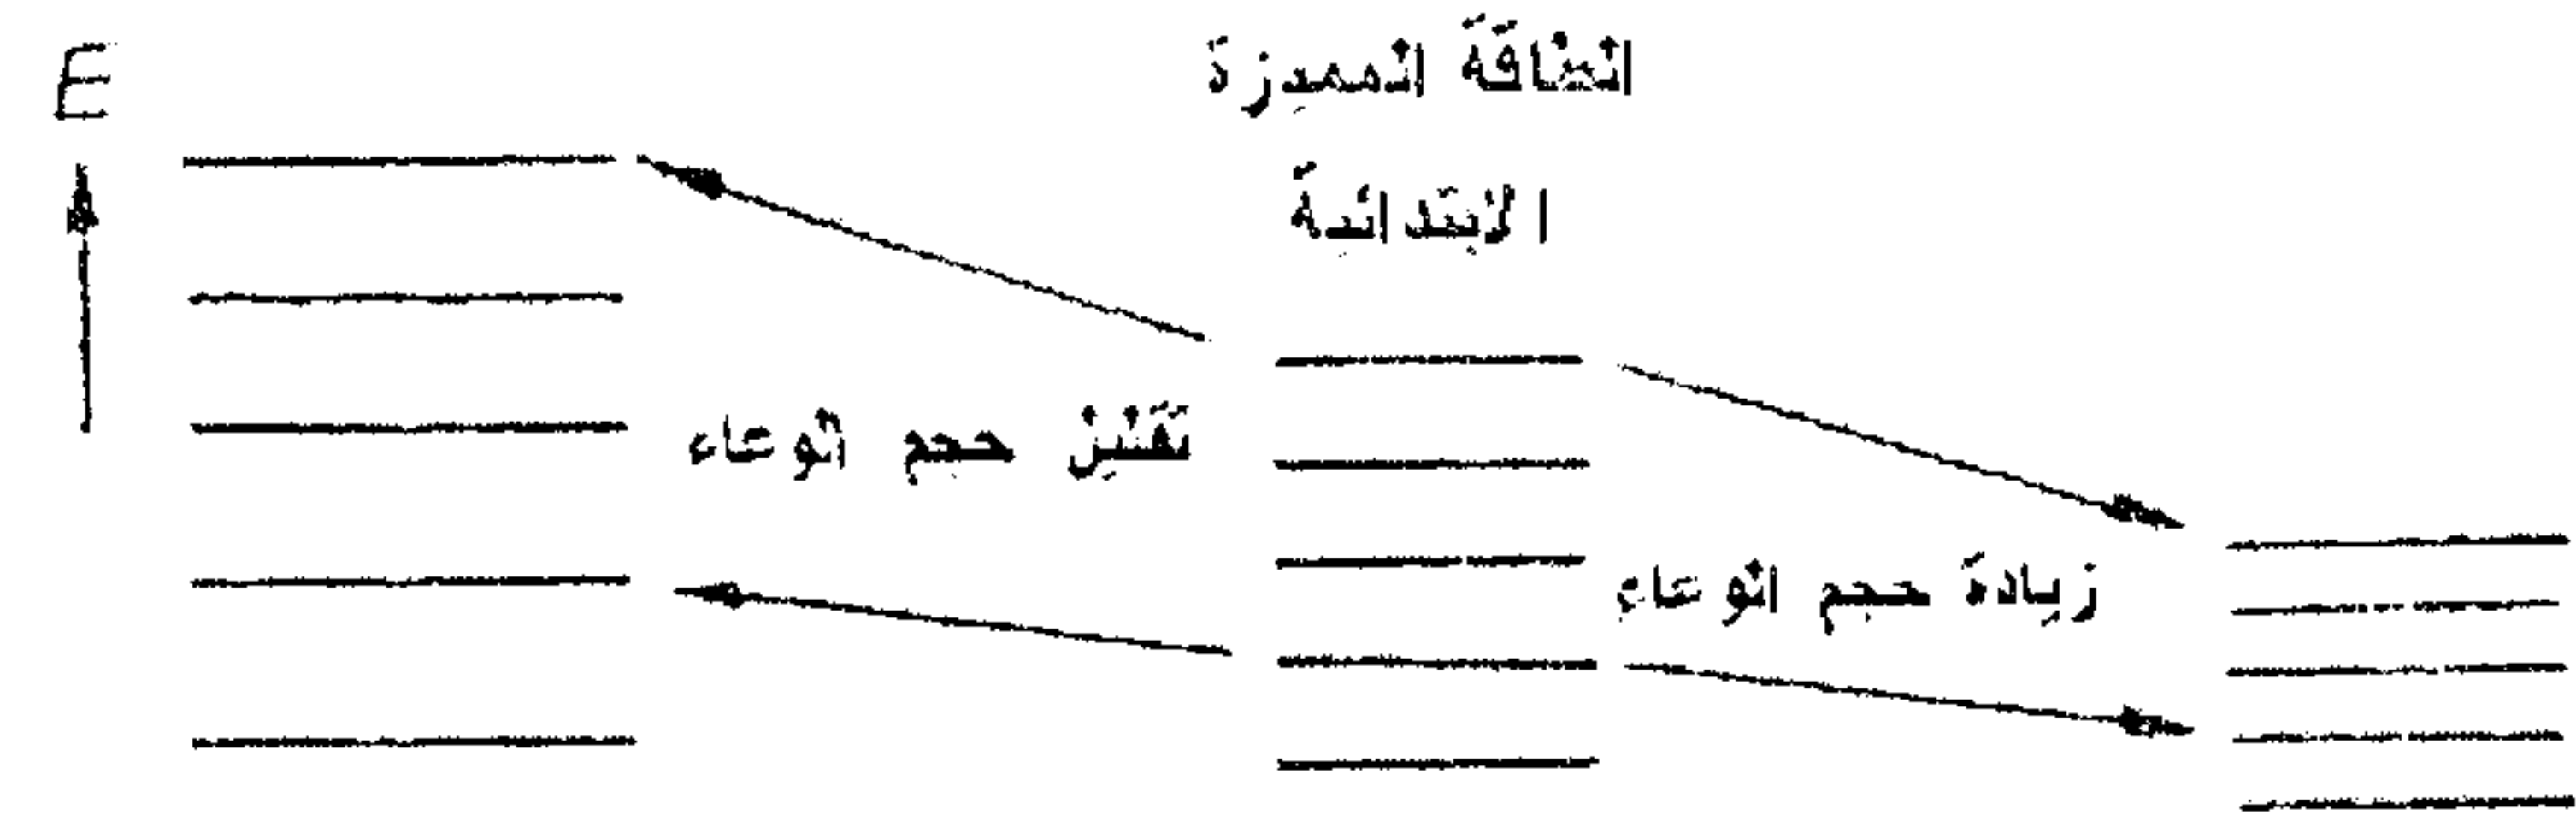 E
الطاقة المميزة
الابتدائية
تقليل حجم الوعاء
زيادة حجم الوعاء